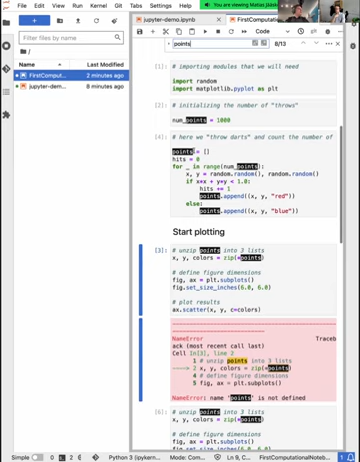 File Edit View Run Kernel Git Tabs Settings Help
You are viewing Matias
Filter files by name
/
Name
Last Modified
FirstComput...
2 minutes ago
jupyter-dem...
8 minutes ago
jupyter-demo.ipynb
points
8/13
[1]:
# importing modules that we will need
import random
import matplotlib.pyplot as plt
[2]:
# initializing the number of "throws"
num_points = 1000
[4]:
# here we "throw darts" and count the number of
points = []
hits = 0
for _ in range(num_points):
x, y = random.random(), random.random()
if x*x + y*y < 1.0:
hits += 1
points.append((x, y, "red"))
else:
points.append((x, y, "blue"))
Start plotting
[3]:
# unzip points into 3 lists
x, y, colors = zip(*points)
# define figure dimensions
fig, ax = plt.subplots()
fig.set_size_inches(6.0, 6.0)
# plot results
ax.scatter(x, y, c=colors)
NameError Traceb
ack (most recent call last)
Cell In[3], line 2
1 # unzip points into 3 lists
----> 2 x, y, colors = zip(*points)
4 # define figure dimensions
5 fig, ax = plt.subplots()
NameError: name 'points' is not defined
[6]:
# unzip points into 3 lists
x, y, colors = zip(*points)
# define figure dimensions
fig, ax = plt.subplots()
Simple
0
2
Python 3 (ipykern...
Mode: Com...
Ln 9, C...
FirstComputationalNoteb...
1